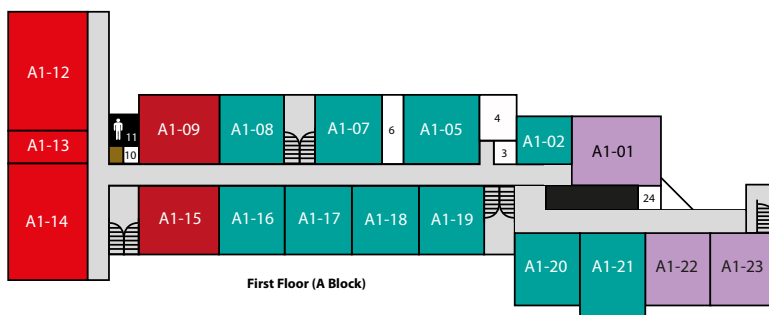 A1-12
A1-13
A1-14
11
10
A1-09
A1-08
A1-07
6
A1-05
4
3
A1-02
A1-01
24
A1-15
A1-16
A1-17
A1-18
A1-19
A1-20
A1-21
A1-22
A1-23
First Floor (A Block)